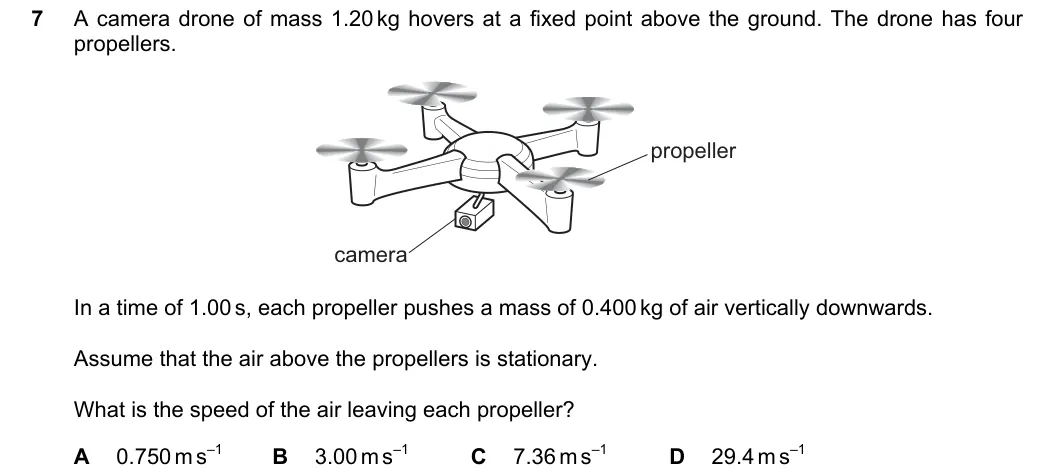 7 A camera drone of mass 1.20 kg hovers at a fixed point above the ground. The drone has four
propellers.
propeller
camera
In a time of 1.00 s, each propeller pushes a mass of 0.400 kg of air vertically downwards.
Assume that the air above the propellers is stationary.
What is the speed of the air leaving each propeller?
A 0.750 m s⁻¹ B 3.00 m s⁻¹ C 7.36 m s⁻¹ D 29.4 m s⁻¹